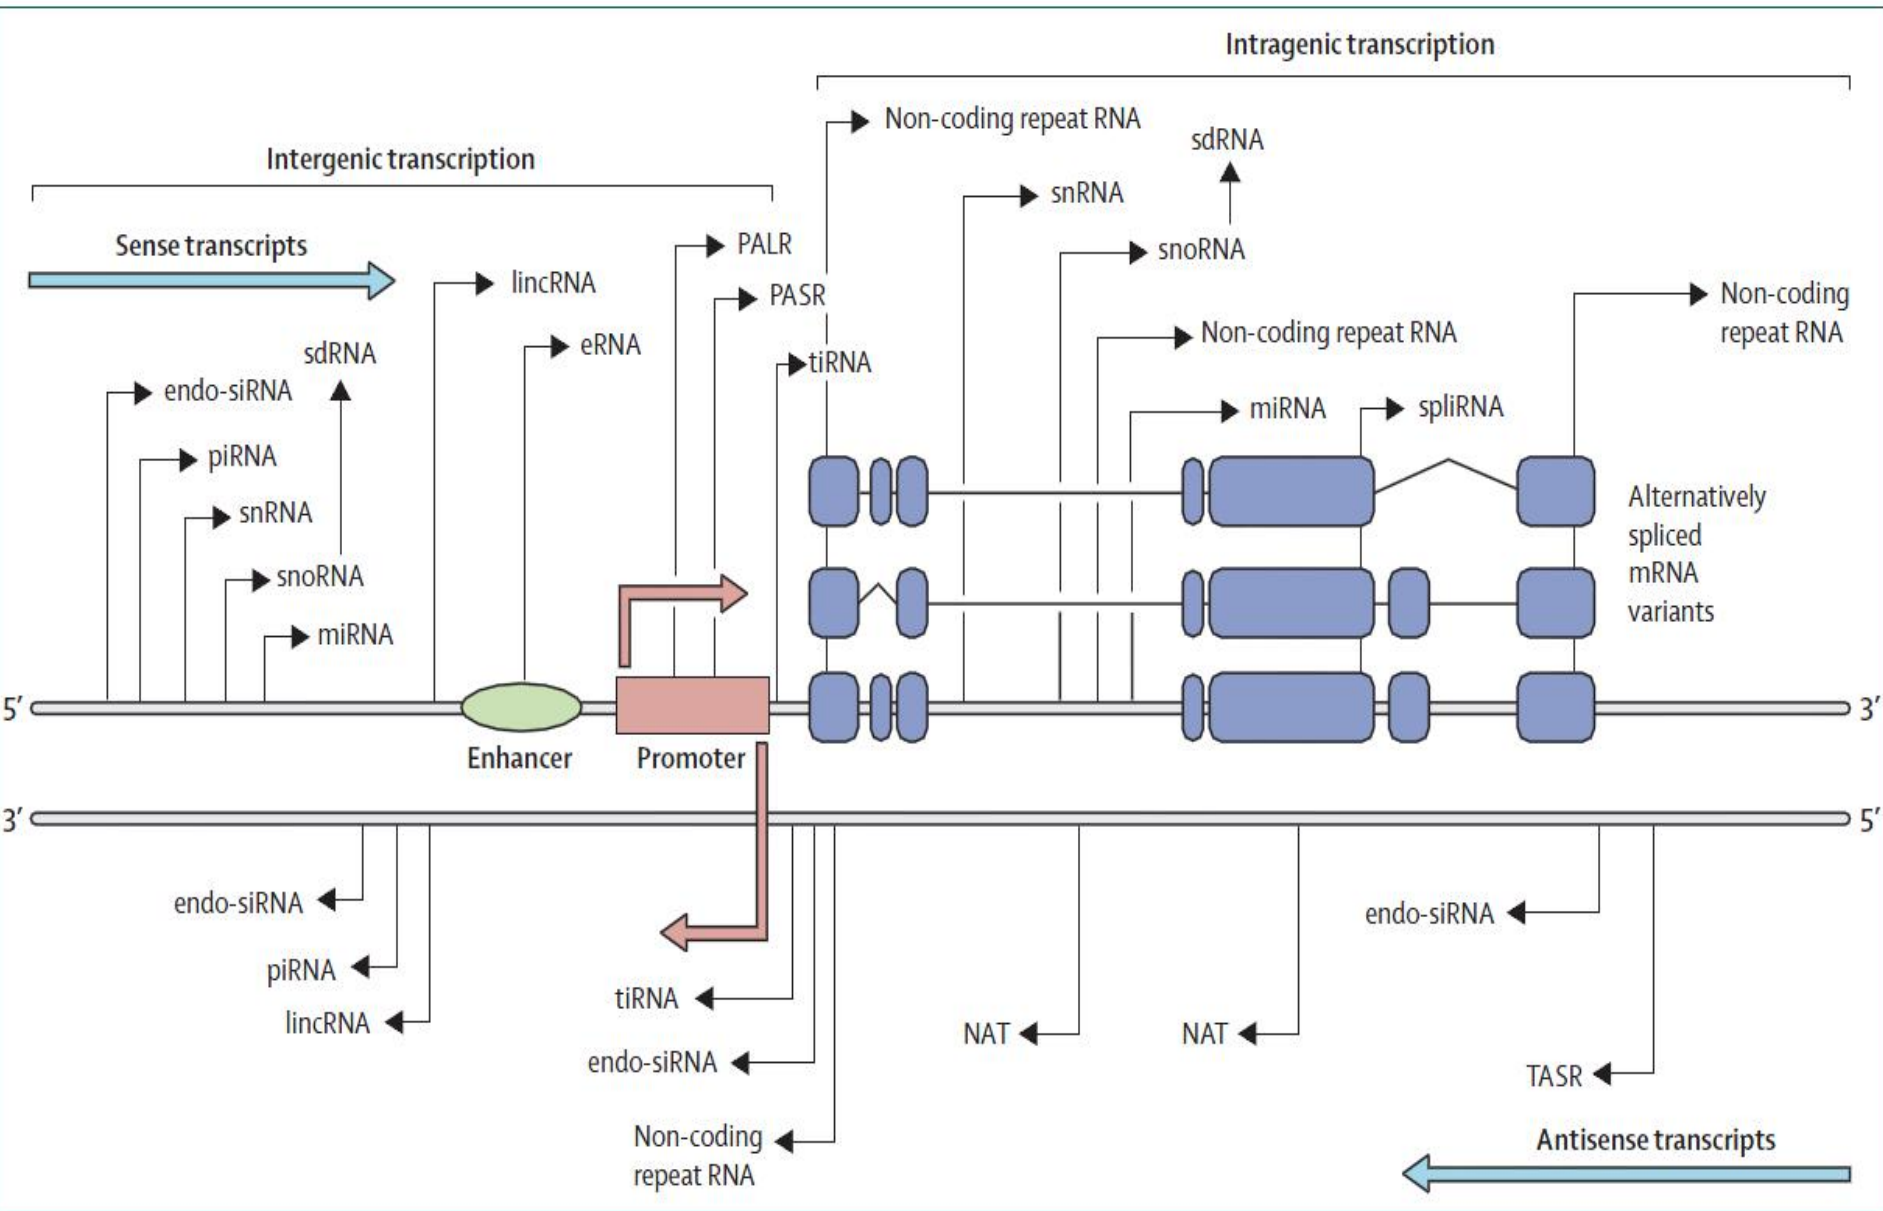 Intragenic transcription
Non-coding repeat RNA
sdRNA
Intergenic transcription
snRNA
Sense transcripts
PALR
snoRNA
lincRNA
PASR
Non-coding
repeat RNA
sdRNA
eRNA
tiRNA
Non-coding repeat RNA
endo-siRNA
miRNA
spliRNA
piRNA
snRNA
Alternatively
spliced
mRNA
variants
snoRNA
miRNA
5′
3′
Enhancer
Promoter
3′
5′
endo-siRNA
endo-siRNA
piRNA
tiRNA
lincRNA
NAT
NAT
endo-siRNA
TASR
Non-coding
repeat RNA
Antisense transcripts